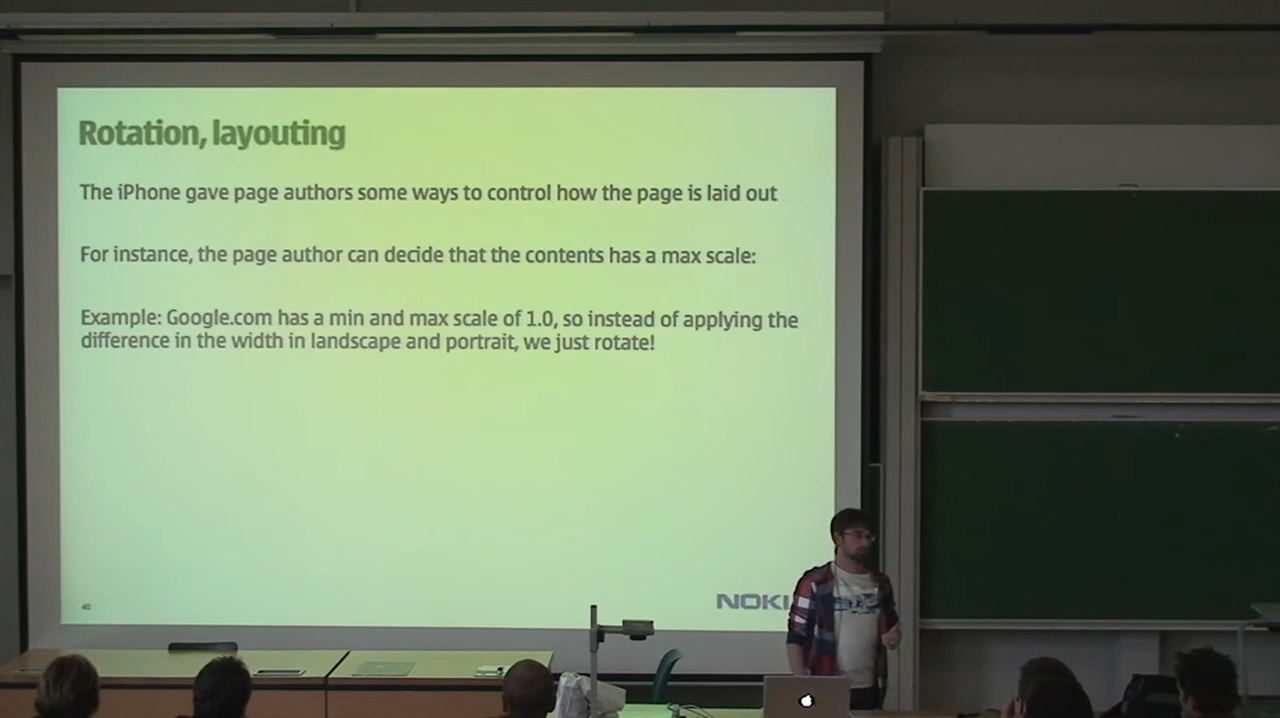 Rotation, layouting
The iPhone gave page authors some ways to control how the page is laid out
For instance, the page author can decide that the contents has a max scale:
Example: Google.com has a min and max scale of 1.0, so instead of applying the
difference in the width in landscape and portrait, we just rotate!
40
NOKI